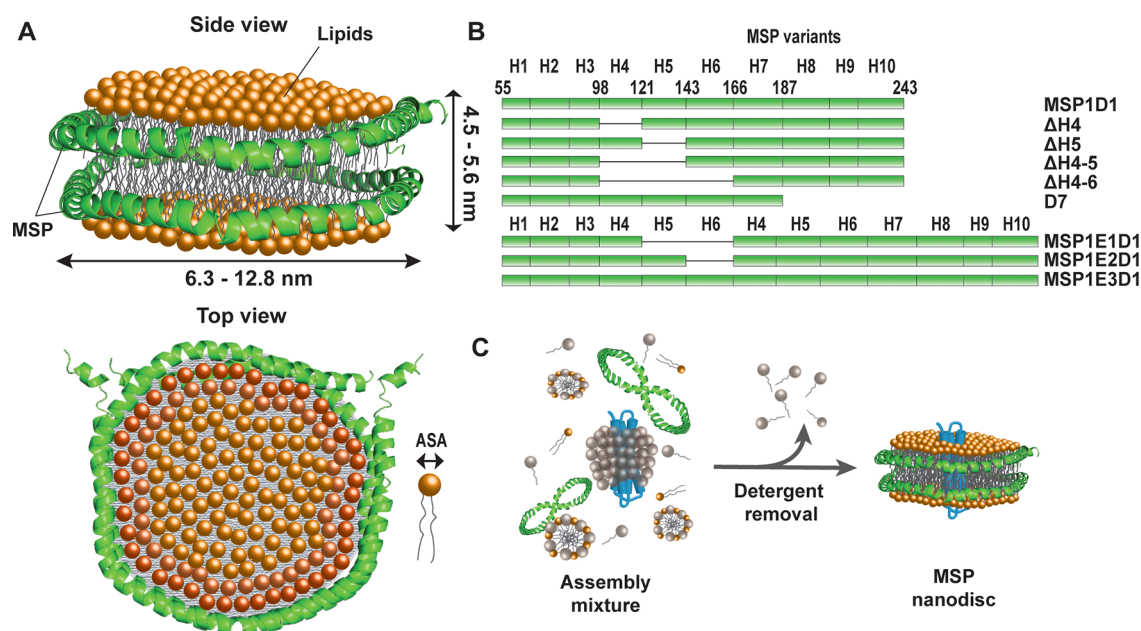 A
Side view
Lipids
MSP
4.5 - 5.6 nm
6.3 - 12.8 nm
Top view
ASA
B
MSP variants
H1 H2 H3 H4 H5 H6 H7 H8 H9 H10
55 98 121 143 166 187 243
MSP1D1
ΔH4
ΔH5
ΔH4-5
ΔH4-6
D7
H1 H2 H3 H4 H5 H6 H4 H5 H6 H7 H8 H9 H10
MSP1E1D1
MSP1E2D1
MSP1E3D1
C
Assembly
mixture
Detergent
removal
MSP
nanodisc